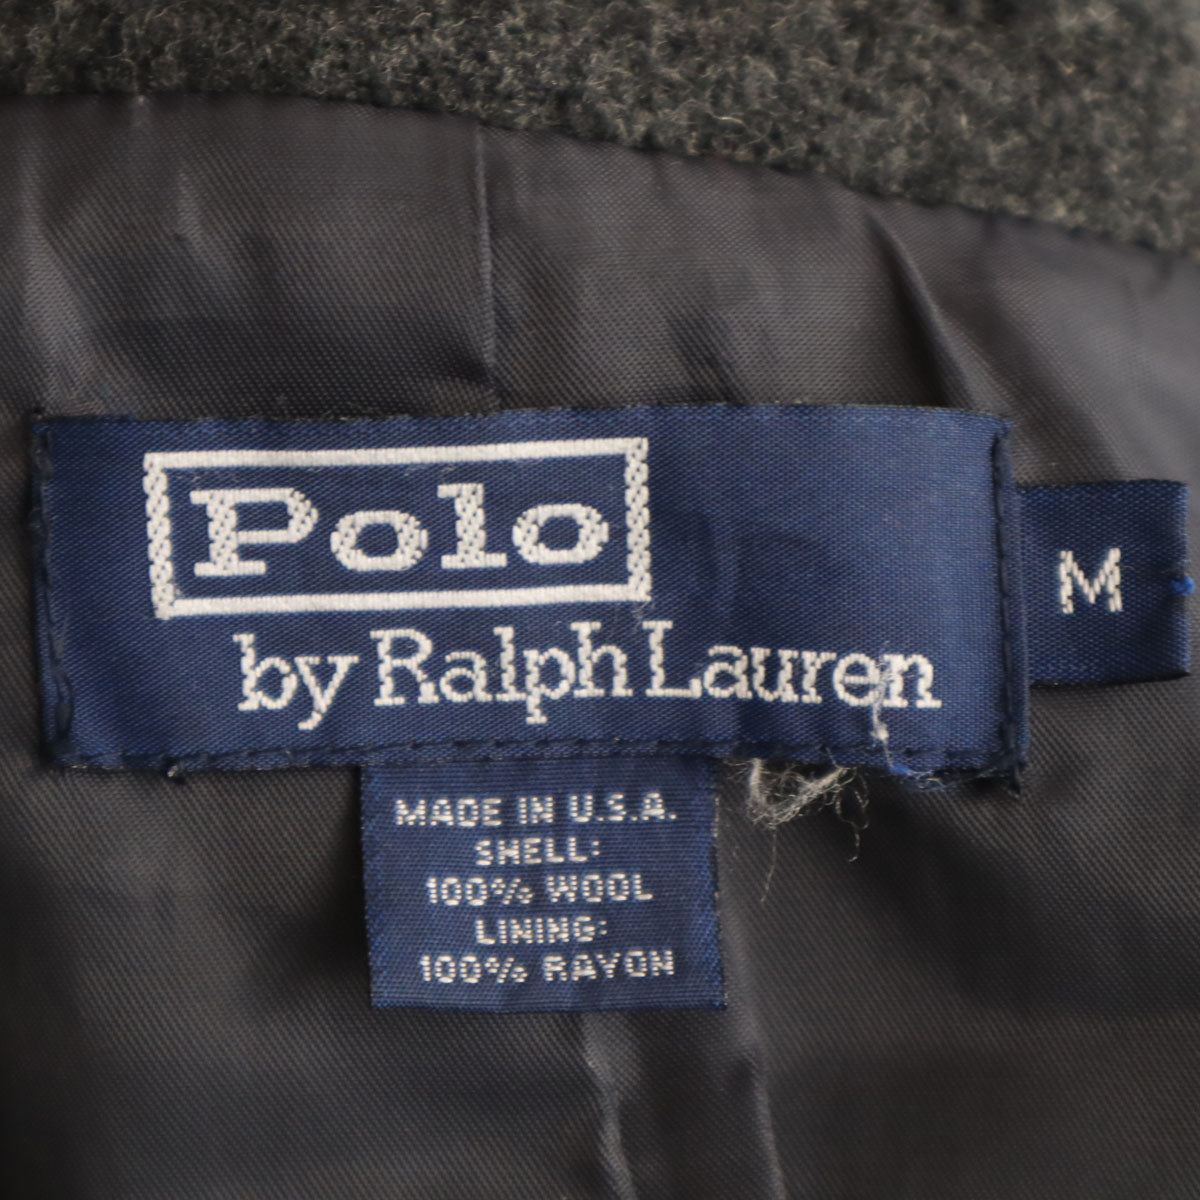 Polo
by Ralph Lauren
M
MADE IN U.S.A.
SHELL:
100% WOOL
LINING:
100% RAYON